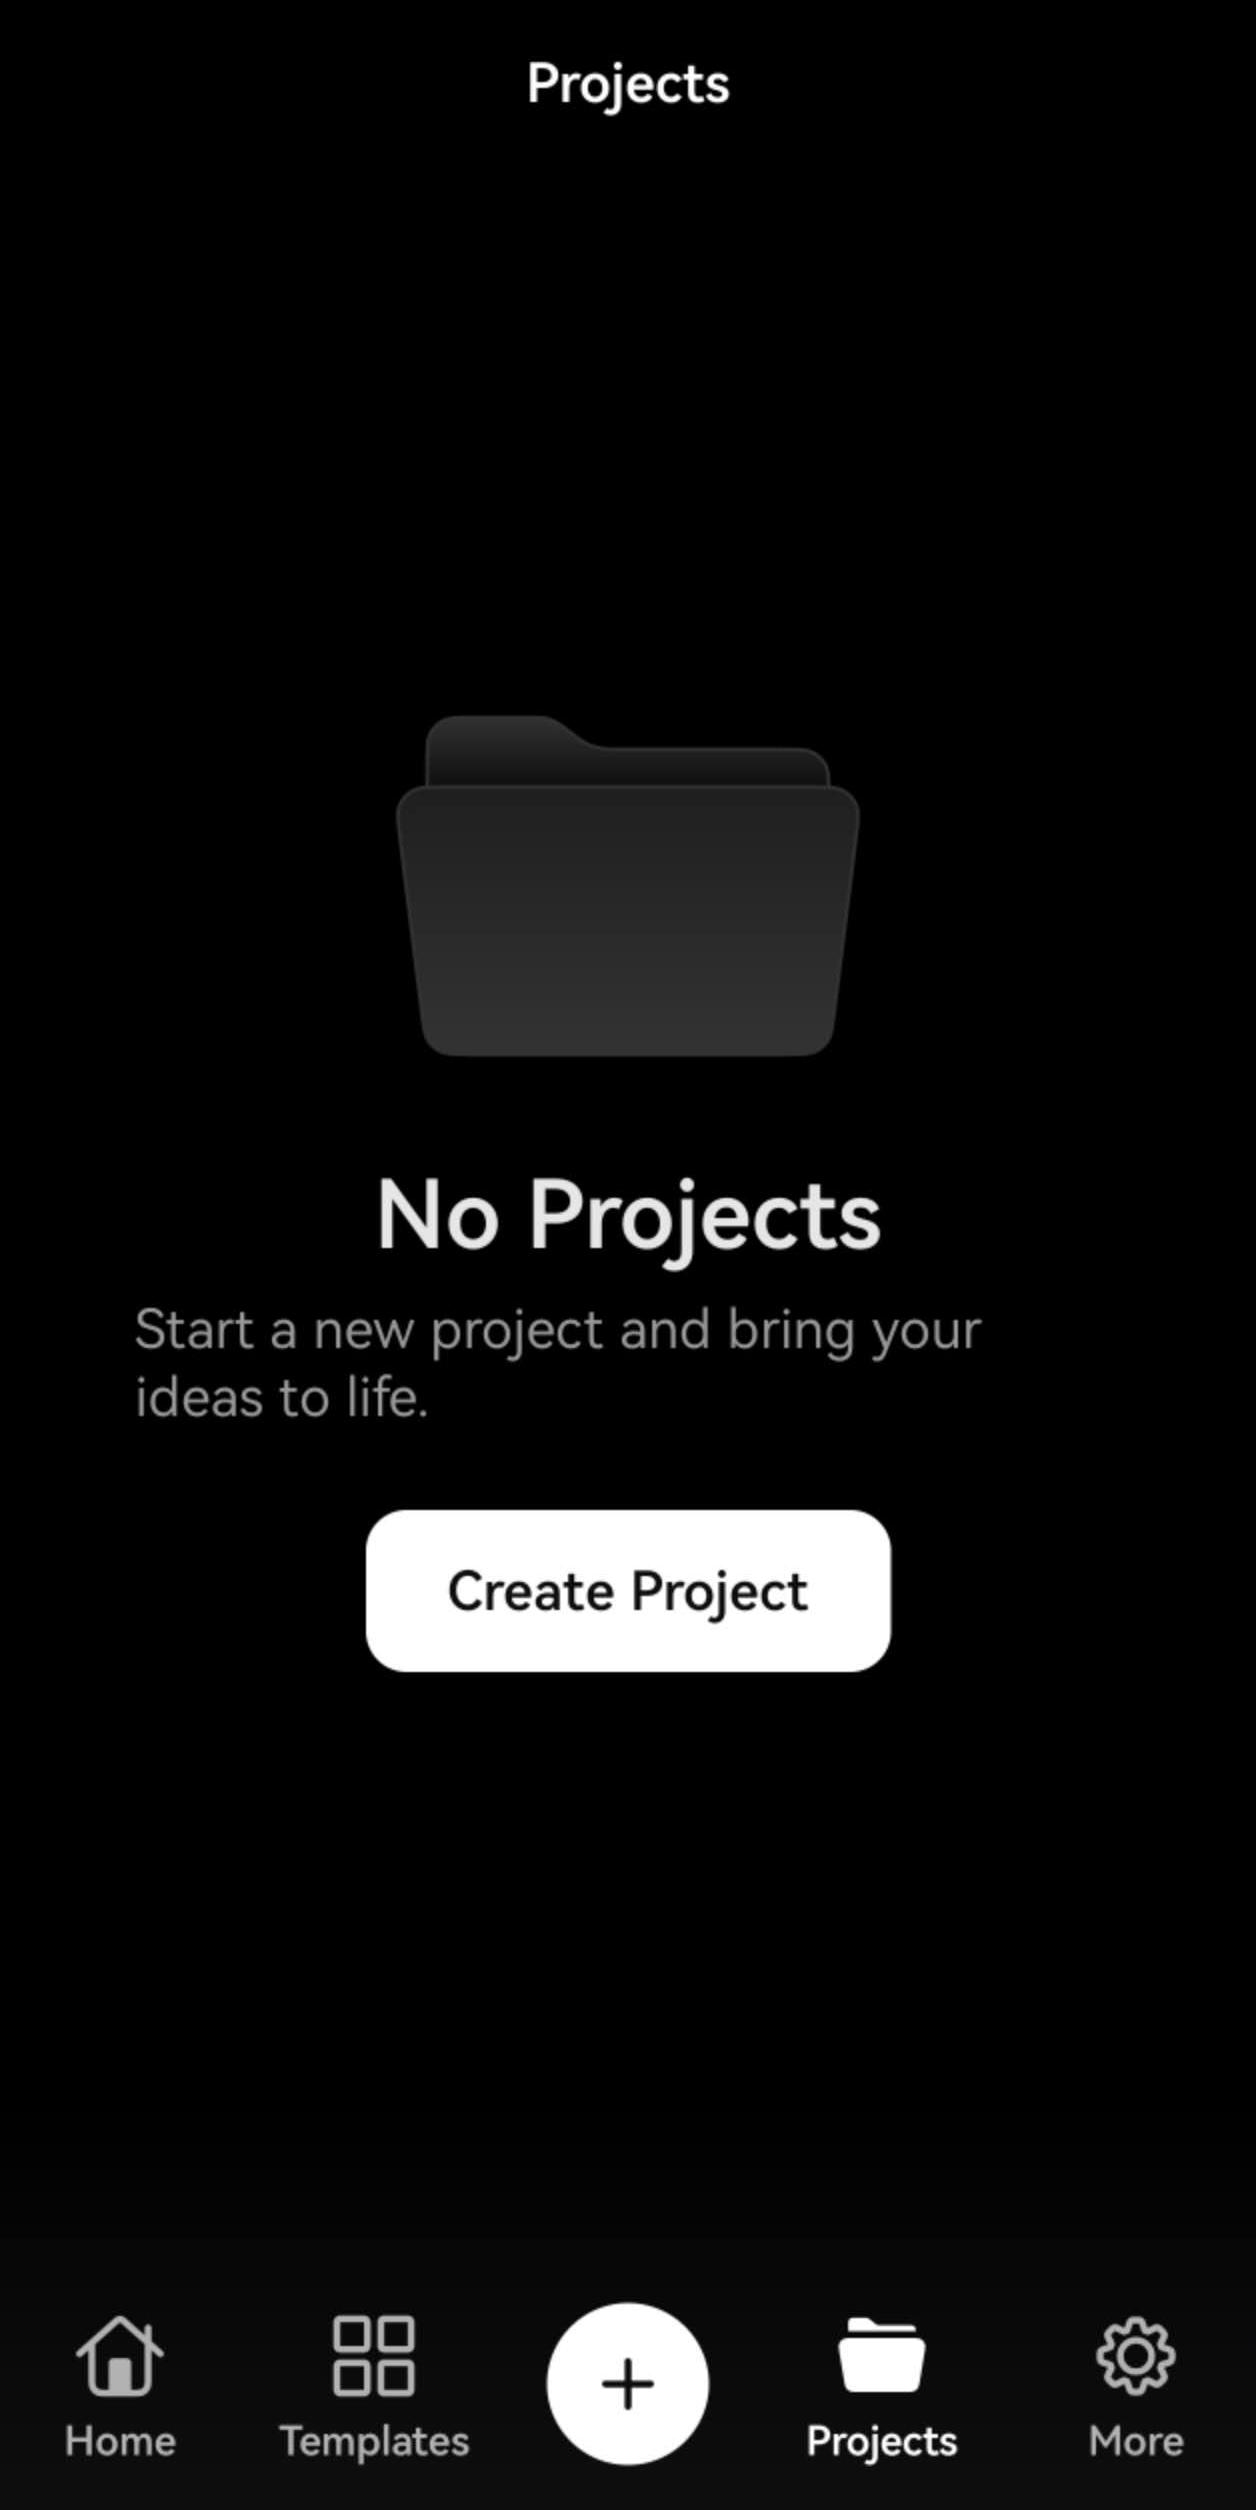 Projects
No Projects
Start a new project and bring your
ideas to life.
Create Project
Home
Templates
Projects
More